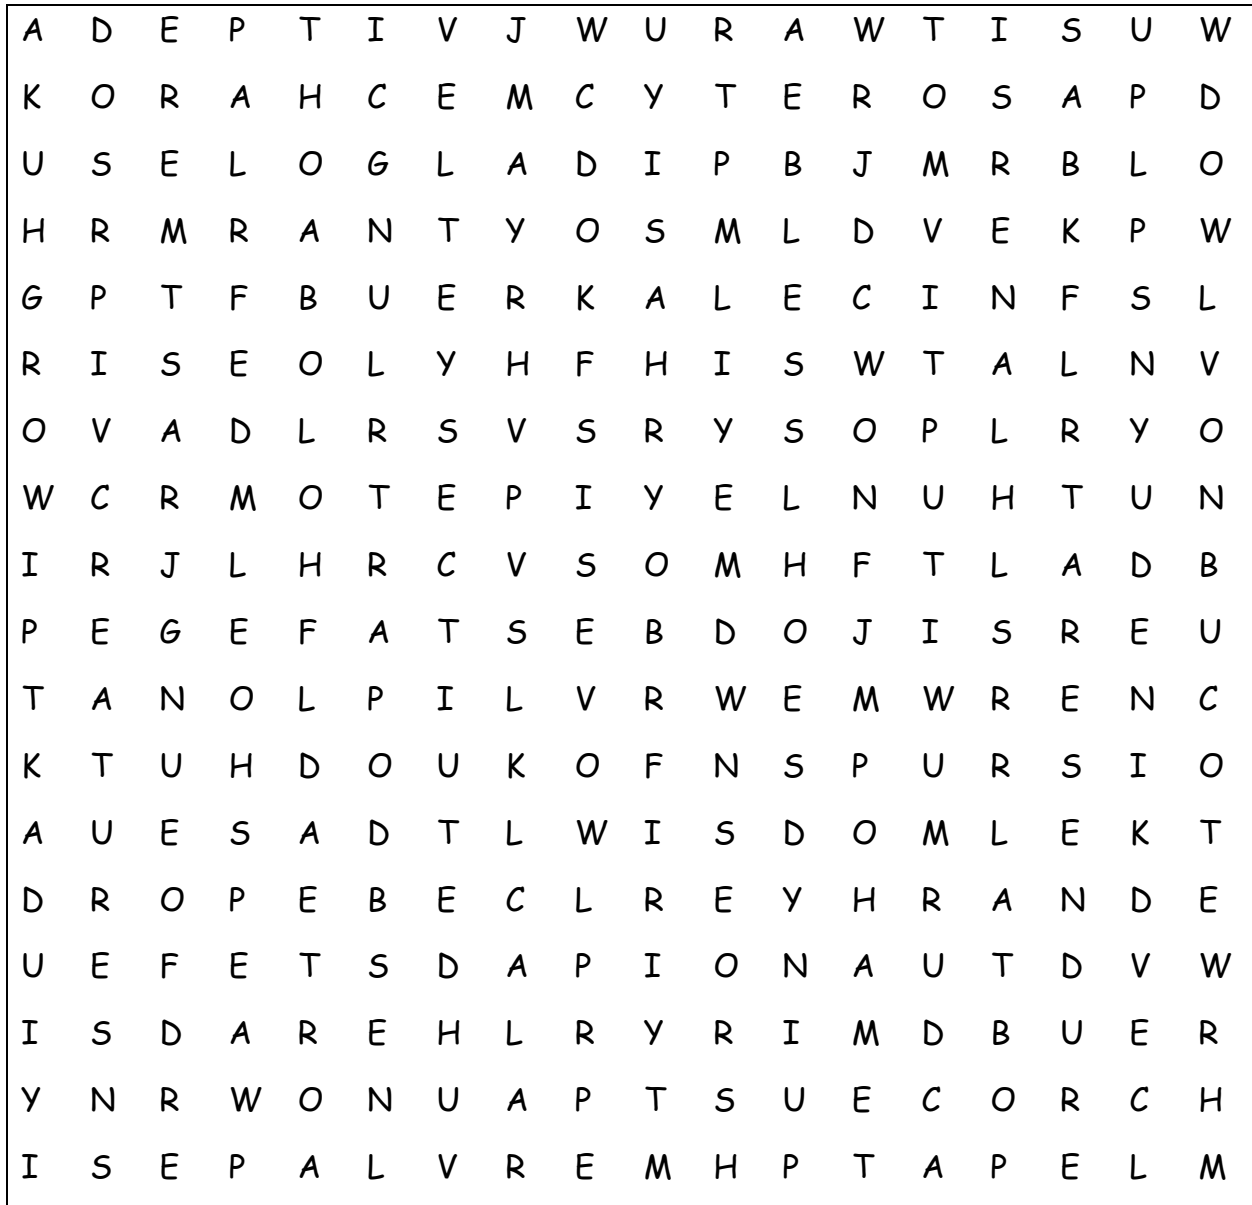 A D E P T I V J W U R A W T I S U W
K O R A H C E M C Y T E R O S A P D
U S E L O G L A D I P B J M R B L O
H R M R A N T Y O S M L D V E K P W
G P T F B U E R K A L E C I N F S L
R I S E O L Y H F H I S W T A L N V
O V A D L R S V S R Y S O P L R Y O
W C R M O T E P I Y E L N U H T U N
I R J L H R C V S O M H F T L A D B
P E G E F A T S E B D O J I S R E U
T A N O L P I L V R W E M W R E N C
K T U H D O U K O F N S P U R S I O
A U E S A D T L W I S D O M L E K T
D R O P E B E C L R E Y H R A N D E
U E F E T S D A P I O N A U T D V W
I S D A R E H L R Y R I M D B U E R
Y N R W O N U A P T S U E C O R C H
I S E P A L V R E M H P T A P E L M